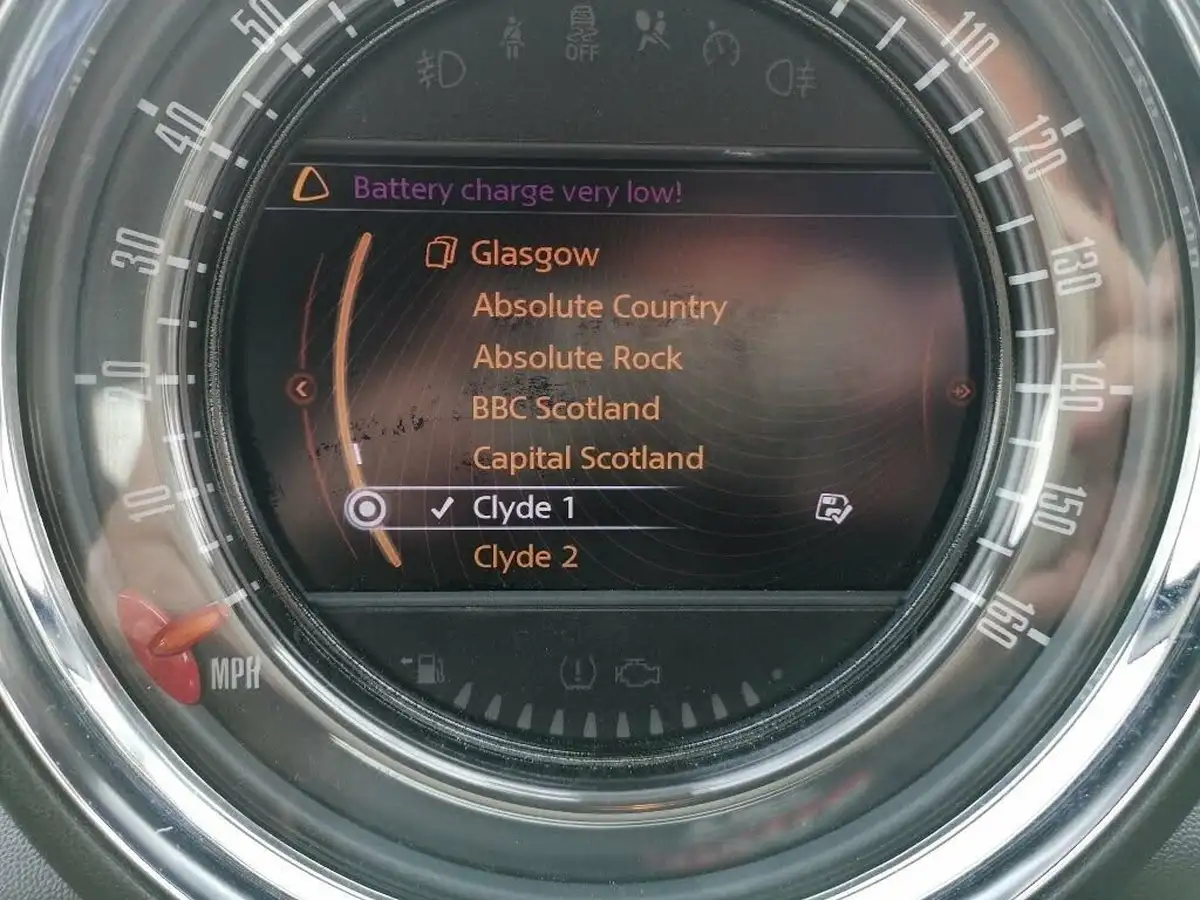 50
110
OFF
40
120
Battery charge very low!
30
Glasgow
130
Absolute Country
Absolute Rock
20
140
BBC Scotland
Capital Scotland
10
Clyde 1
150
Clyde 2
160
MPH